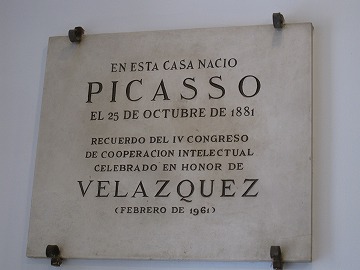 EN ESTA CASA NACIO
PICASSO
EL 25 DE OCTUBRE DE 1881
RECUERDO DEL IV CONGRESO
DE COOPERACION INTELECTUAL
CELEBRADO EN HONOR DE
VELAZQUEZ
(FEBRERO DE 1961)